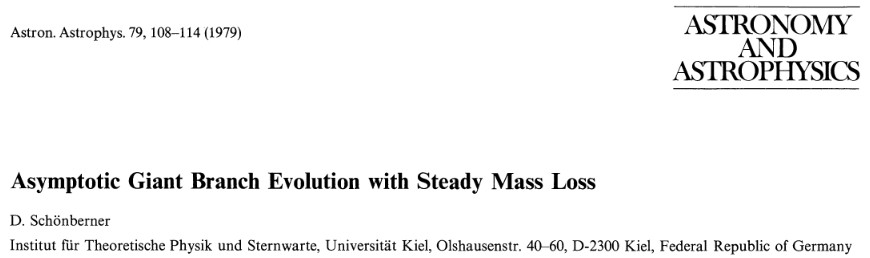 Astron. Astrophys. 79, 108–114 (1979)
ASTRONOMY
AND
ASTROPHYSICS
Asymptotic Giant Branch Evolution with Steady Mass Loss
D. Schönberner
Institut für Theoretische Physik und Sternwarte, Universität Kiel, Olshausenstr. 40–60, D-2300 Kiel, Federal Republic of Germany